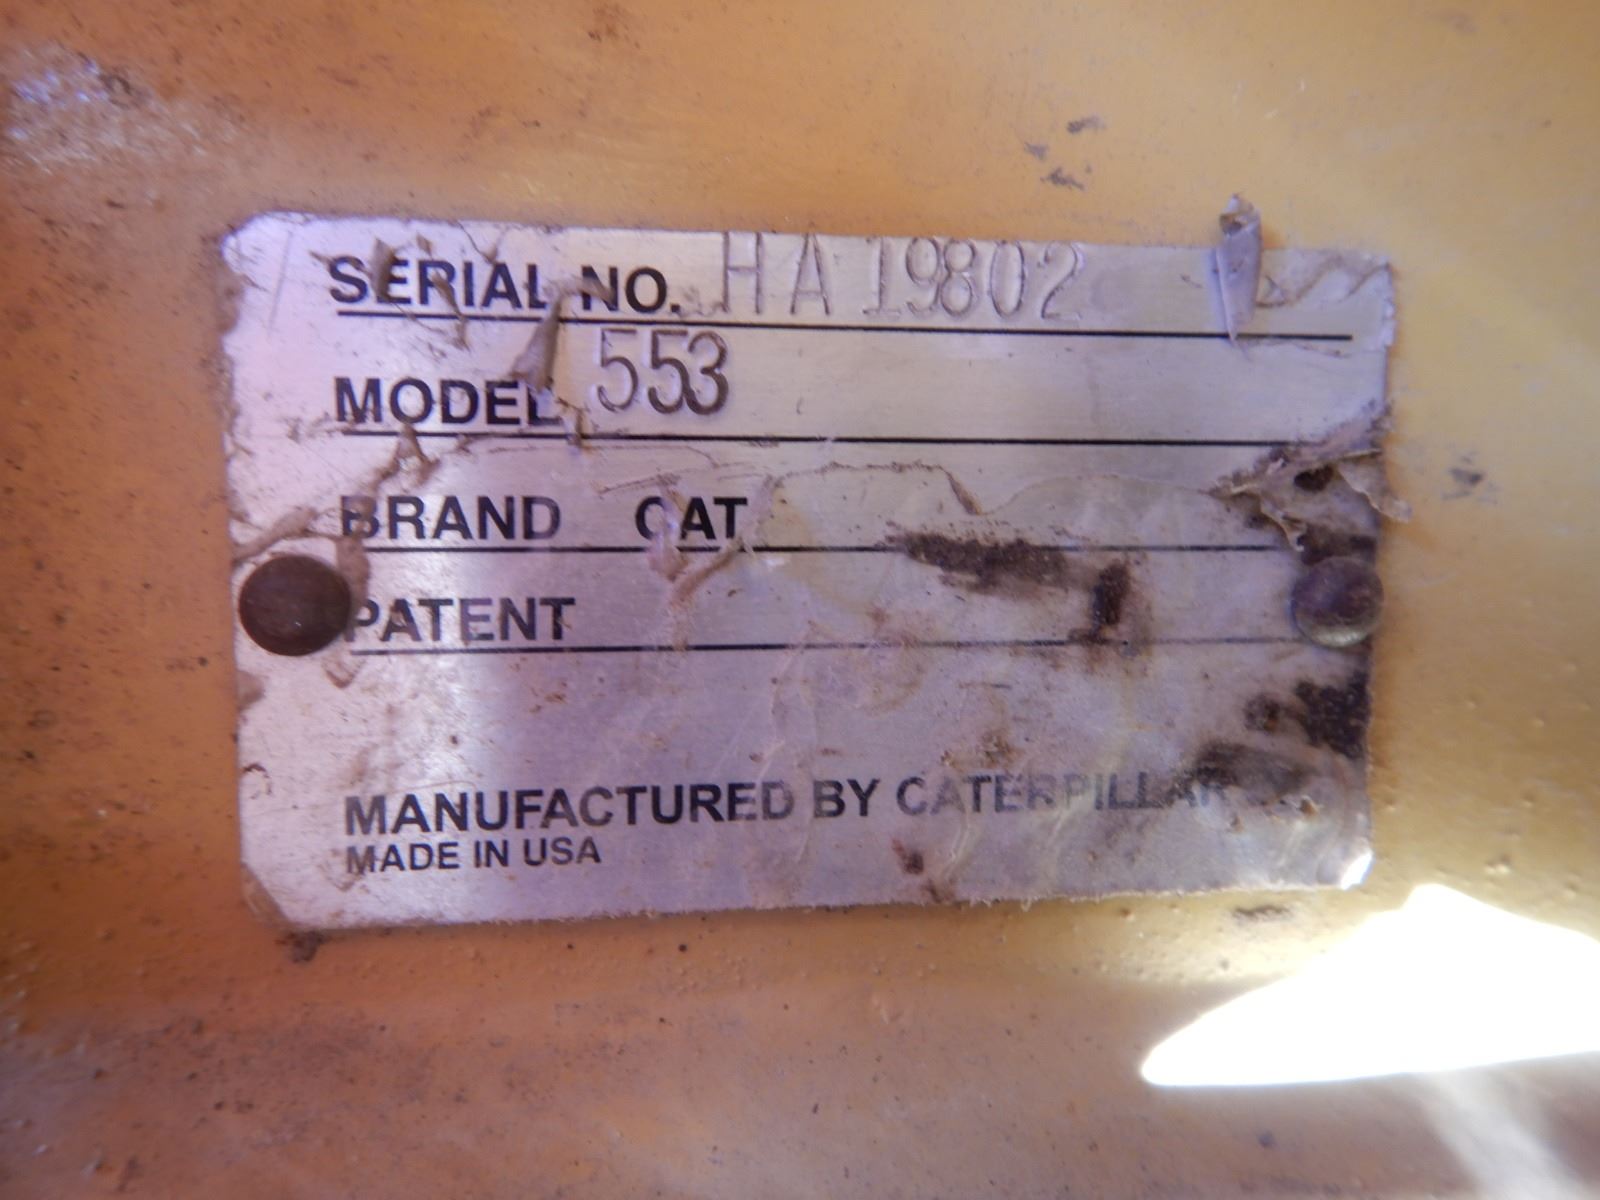 SERIAL NO. HA19802
MODEL 553
BRAND CAT
PATENT
MANUFACTURED BY CATERPILLAR
MADE IN USA